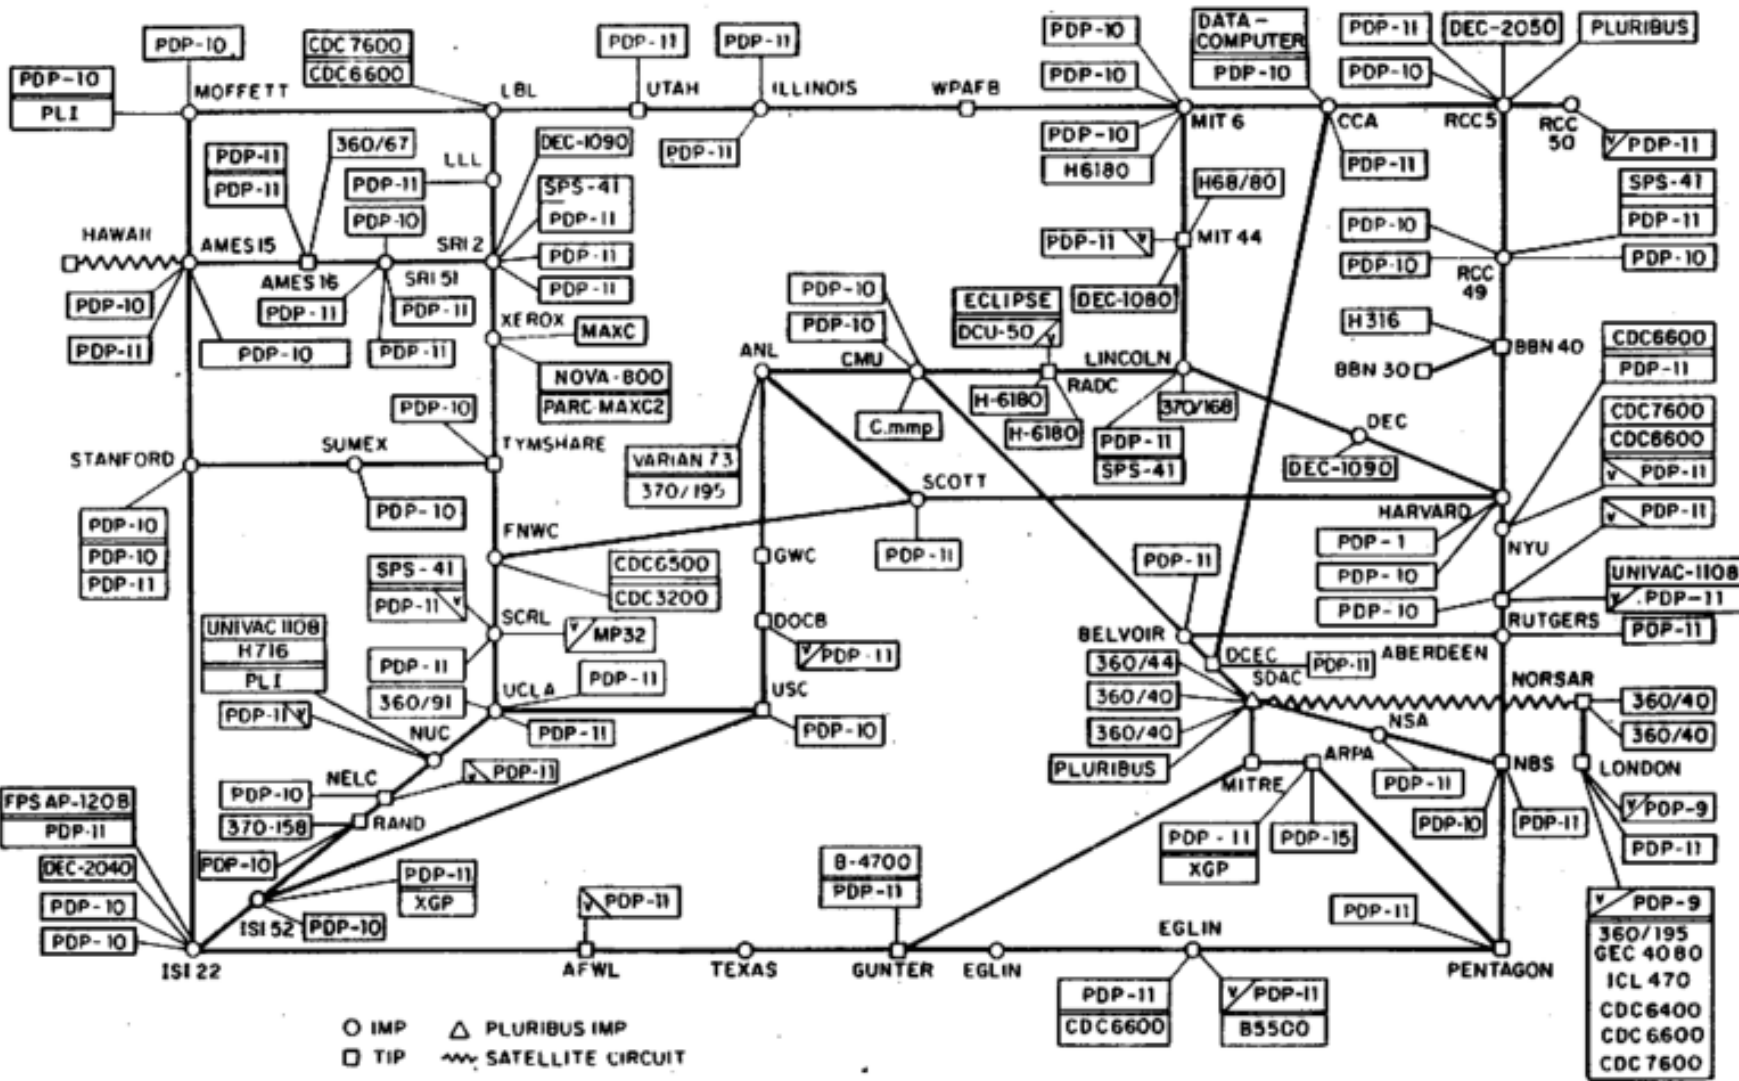 PDP-10
PDP-10
PLI
MOFFETT
CDC 7600
CDC6600
LBL
PDP-11
UTAH
PDP-11
ILLINOIS
PDP-11
WPAFB
PDP-10
PDP-10
PDP-10
H6180
MIT 6
DATA-
COMPUTER
PDP-10
CCA
PDP-11
PDP-11
PDP-10
DEC-2050
PLURIBUS
RCC5
RCC
50
PDP-11
HAWAII
AMES 15
PDP-10
PDP-11
PDP-10
PDP-11
PDP-11
360/67
AMES 16
LLL
PDP-11
PDP-10
SRI 51
PDP-11
PDP-11
PDP-11
SRI 2
DEC-1090
SPS-41
PDP-11
PDP-11
PDP-11
H68/80
PDP-11
MIT 44
DEC-1080
SPS-41
PDP-11
PDP-10
PDP-10
PDP-10
RCC
49
XEROX
MAXC
NOVA-800
PARC MAXC2
ANL
VARIAN 73
370/195
PDP-10
PDP-10
CMU
C.mmp
ECLIPSE
DCU-50
RADC
H-6180
H-6180
LINCOLN
370/168
PDP-11
SPS-41
DEC
DEC-1090
H316
BBN 40
BBN 30
CDC6600
PDP-11
CDC7600
CDC6600
PDP-11
PDP-11
STANFORD
PDP-10
PDP-10
PDP-11
SUMEX
PDP-10
PDP-10
TYMSHARE
SCOTT
PDP-11
HARVARD
PDP-1
PDP-10
NYU
FNWC
CDC6500
CDC3200
GWC
DOCB
PDP-11
SPS-41
PDP-11
SCRL
MP32
PDP-11
PDP-11
BELVOIR
PDP-10
UNIVAC-1108
PDP-11
RUTGERS
ABERDEEN
PDP-11
UNIVAC 1108
H716
PLI
PDP-11
NUC
360/91
UCLA
PDP-11
PDP-11
USC
PDP-10
DCEC
PDP-11
SDAC
360/44
360/40
360/40
PLURIBUS
NORSAR
360/40
360/40
NSA
PDP-11
MITRE
ARPA
PDP-11
XGP
PDP-15
NBS
PDP-10
PDP-11
LONDON
PDP-9
PDP-11
PDP-9
360/195
GEC 4080
ICL 470
CDC6400
CDC 6600
CDC 7600
NELC
PDP-10
PDP-11
370-158
RAND
PDP-10
FPS AP-120B
PDP-11
DEC-2040
PDP-10
PDP-10
ISI 22
ISI 52
PDP-11
XGP
PDP-10
PDP-11
AFWL
TEXAS
B-4700
PDP-11
GUNTER
EGLIN
EGLIN
PDP-11
CDC6600
PDP-11
B5500
PDP-11
PENTAGON
IMP
PLURIBUS IMP
TIP
SATELLITE CIRCUIT